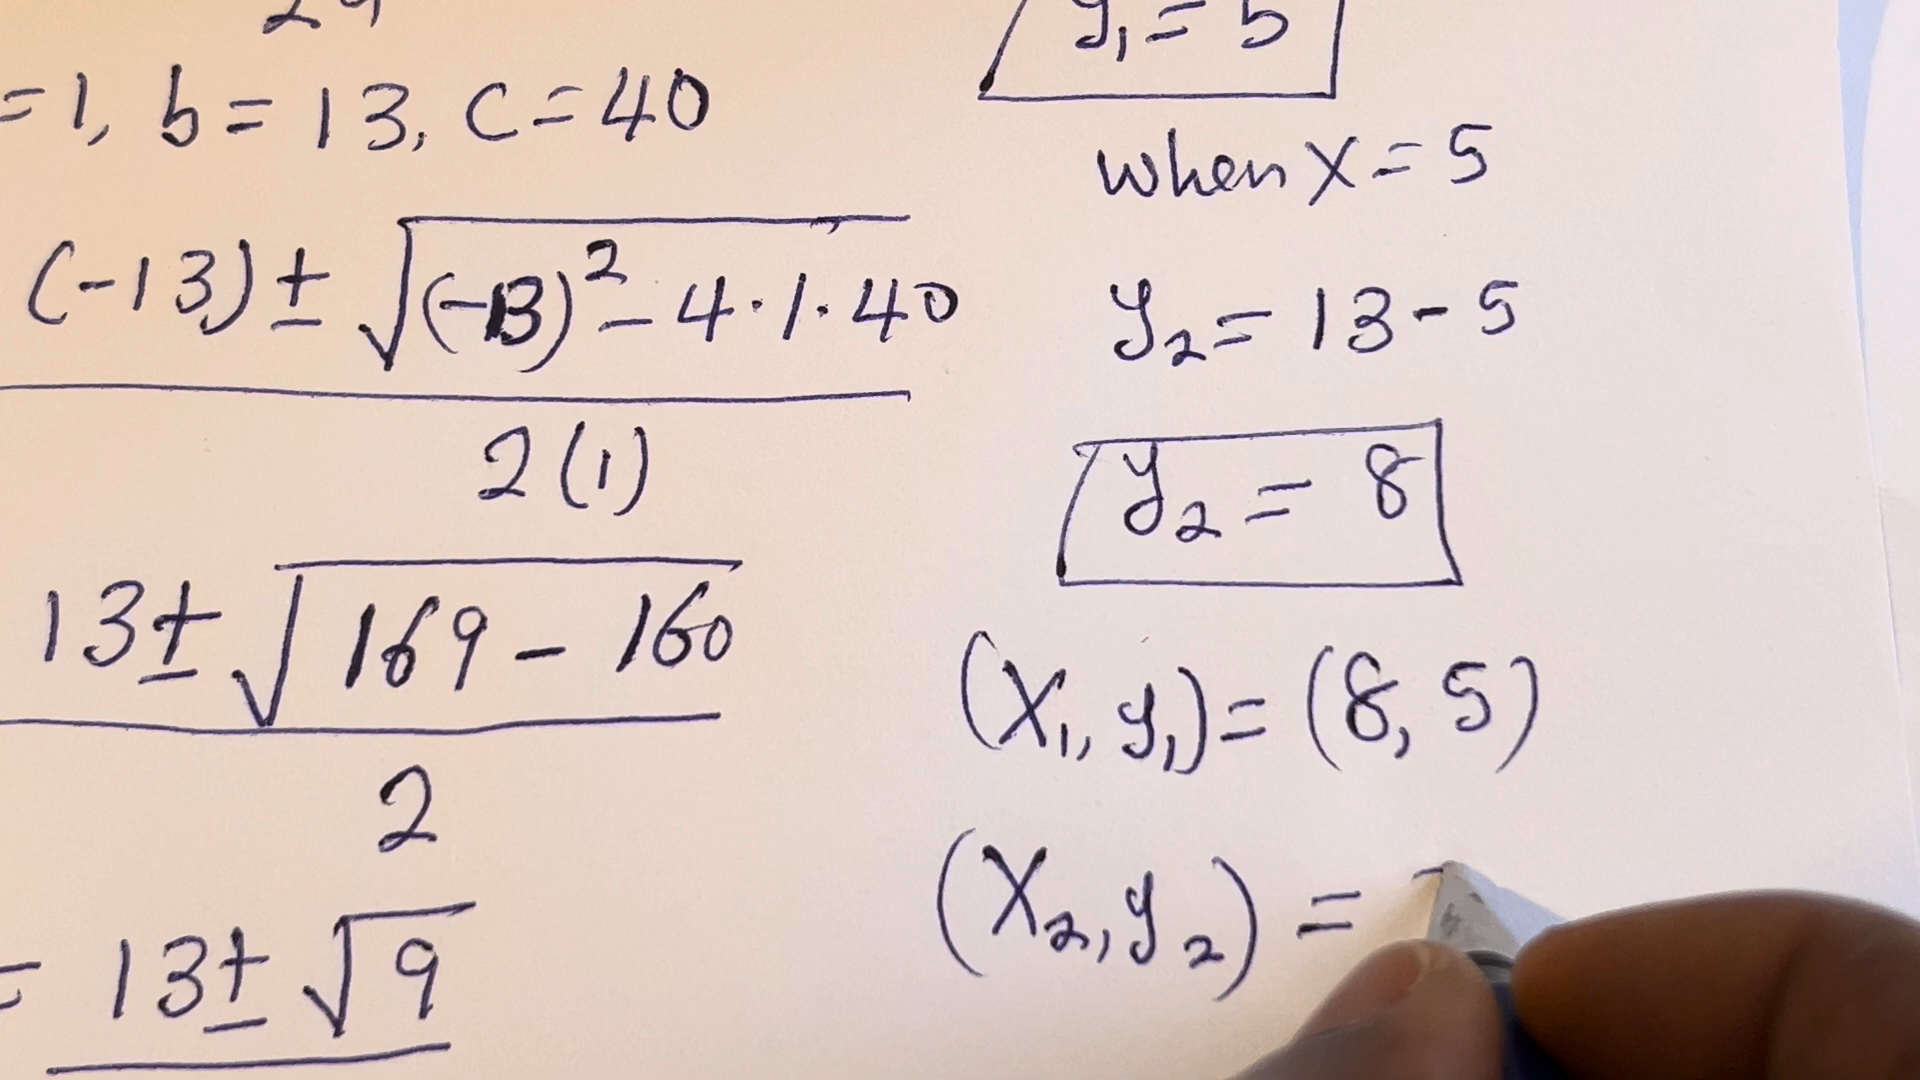 =1, b=13, c=40
(-13)±√(-13)²-4·1·40
2(1)
13±√169-160
2
= 13±√9
y₁=5
when x=5
y₂=13-5
y₂=8
(x₁,y₁)=(8,5)
(x₂,y₂)=